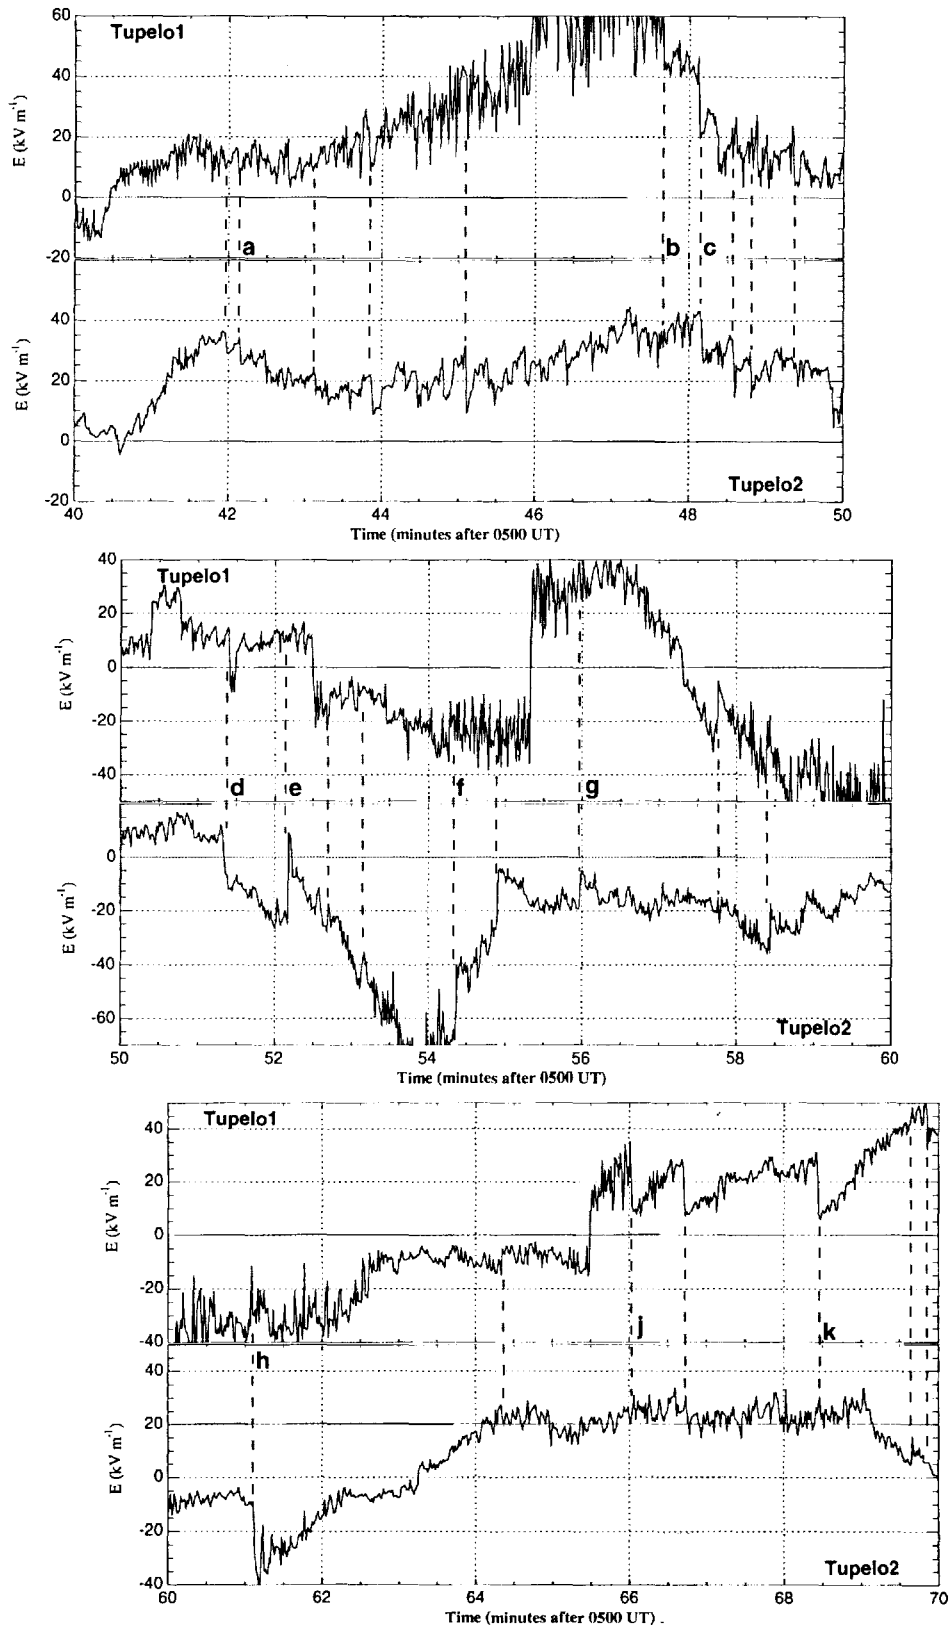 Tupelo1
60
40
20
0
-20
E (kV m⁻¹)
a
b
c
40
20
0
-20
E (kV m⁻¹)
Tupelo2
40
42
44
46
48
50
Time (minutes after 0500 UT)
Tupelo1
40
20
0
-20
-40
E (kV m⁻¹)
d
e
f
g
0
-20
-40
-60
E (kV m⁻¹)
Tupelo2
50
52
54
56
58
60
Time (minutes after 0500 UT)
Tupelo1
40
20
0
-20
-40
E (kV m⁻¹)
h
j
k
40
20
0
-20
-40
E (kV m⁻¹)
Tupelo2
60
62
64
66
68
70
Time (minutes after 0500 UT)